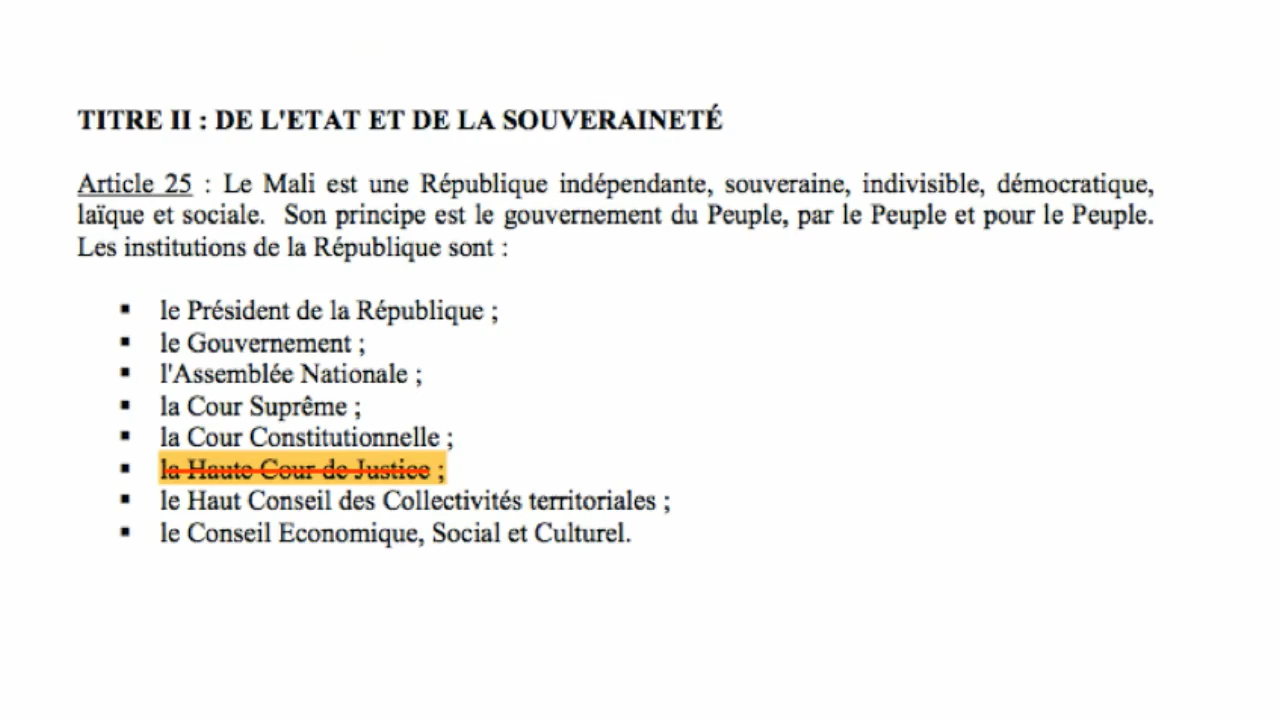 TITRE II : DE L'ETAT ET DE LA SOUVERAINETÉ
Article 25 : Le Mali est une République indépendante, souveraine, indivisible, démocratique,
laïque et sociale. Son principe est le gouvernement du Peuple, par le Peuple et pour le Peuple.
Les institutions de la République sont :
▪ le Président de la République ;
▪ le Gouvernement ;
▪ l'Assemblée Nationale ;
▪ la Cour Suprême ;
▪ la Cour Constitutionnelle ;
▪ la Haute Cour de Justice ;
▪ le Haut Conseil des Collectivités territoriales ;
▪ le Conseil Economique, Social et Culturel.